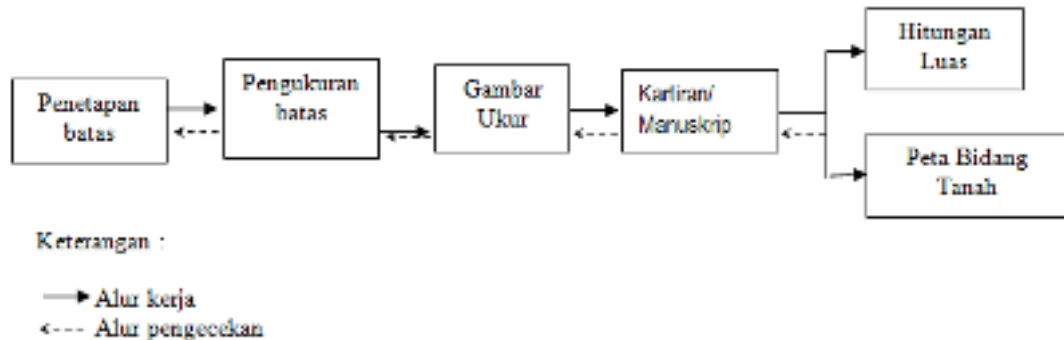 Penetapan
batas
Pengukuran
batas
Gambar
Ukur
Kartiran/
Manuskrip
Hitungan
Luas
Peta Bidang
Tanah
Keterangan :
Alur kerja
Alur pengecekan